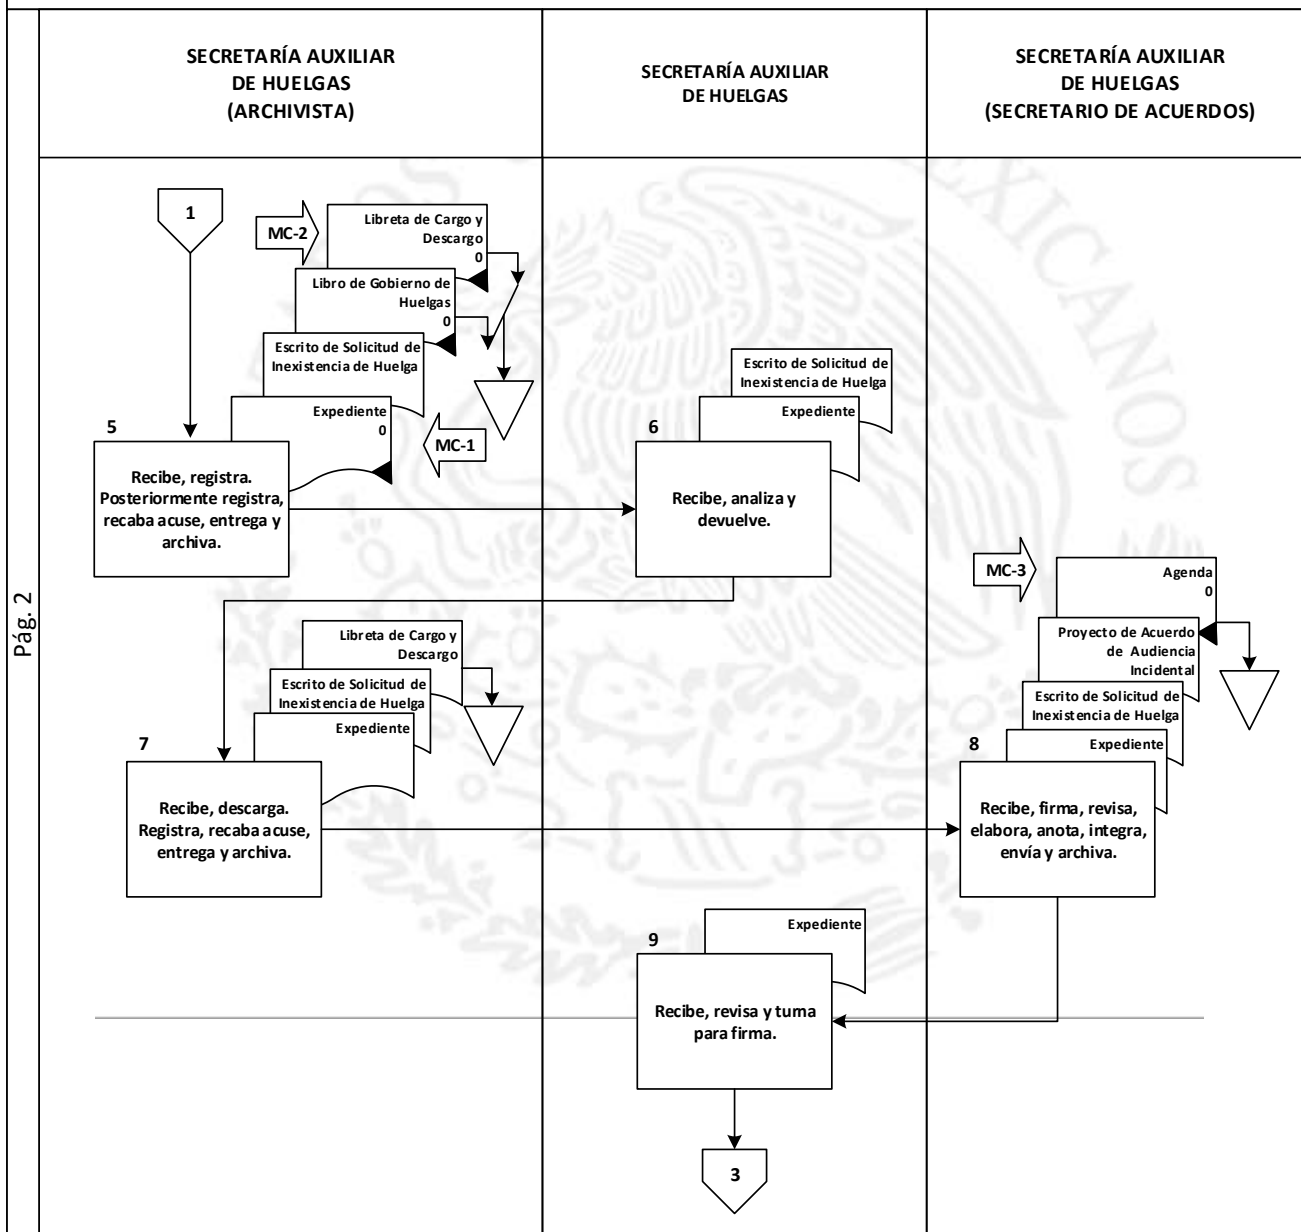 SECRETARÍA AUXILIAR
DE HUELGAS
(ARCHIVISTA)
SECRETARÍA AUXILIAR
DE HUELGAS
SECRETARÍA AUXILIAR
DE HUELGAS
(SECRETARIO DE ACUERDOS)
Pág. 2
1
MC-2
Libreta de Cargo y
Descargo
0
Libro de Gobierno de
Huelgas
0
Escrito de Solicitud de
Inexistencia de Huelga
Expediente
0
MC-1
5
Recibe, registra.
Posteriormente registra,
recaba acuse, entrega y
archiva.
Escrito de Solicitud de
Inexistencia de Huelga
Expediente
6
Recibe, analiza y
devuelve.
Libreta de Cargo y
Descargo
Escrito de Solicitud de
Inexistencia de Huelga
Expediente
7
Recibe, descarga.
Registra, recaba acuse,
entrega y archiva.
MC-3
Agenda
0
Proyecto de Acuerdo
de Audiencia
Incidental
Escrito de Solicitud de
Inexistencia de Huelga
Expediente
8
Recibe, firma, revisa,
elabora, anota, integra,
envía y archiva.
Expediente
9
Recibe, revisa y turna
para firma.
3
EXICANOS